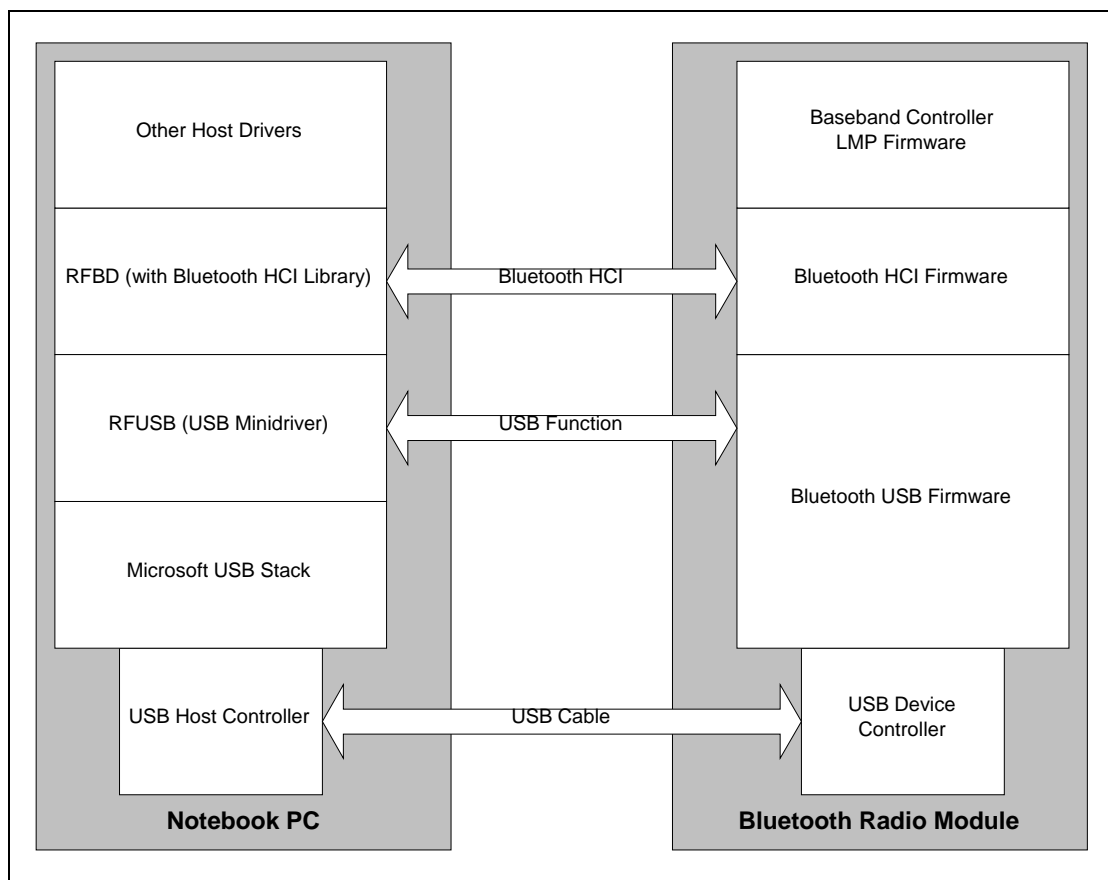 Other Host Drivers
Baseband Controller
LMP Firmware
RFBD (with Bluetooth HCI Library)
Bluetooth HCI
Bluetooth HCI Firmware
RFUSB (USB Minidriver)
USB Function
Bluetooth USB Firmware
Microsoft USB Stack
USB Host Controller
USB Cable
USB Device
Controller
Notebook PC
Bluetooth Radio Module